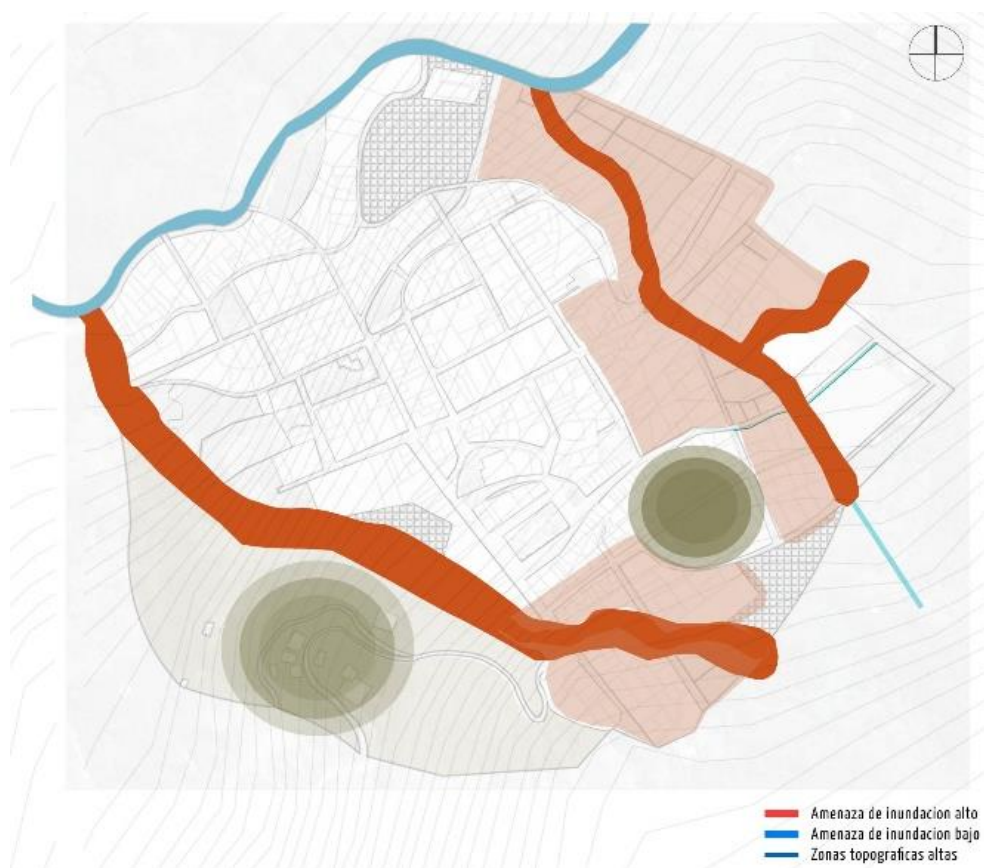 Amenaza de inundacion alto
Amenaza de inundacion bajo
Zonas topograficas altas